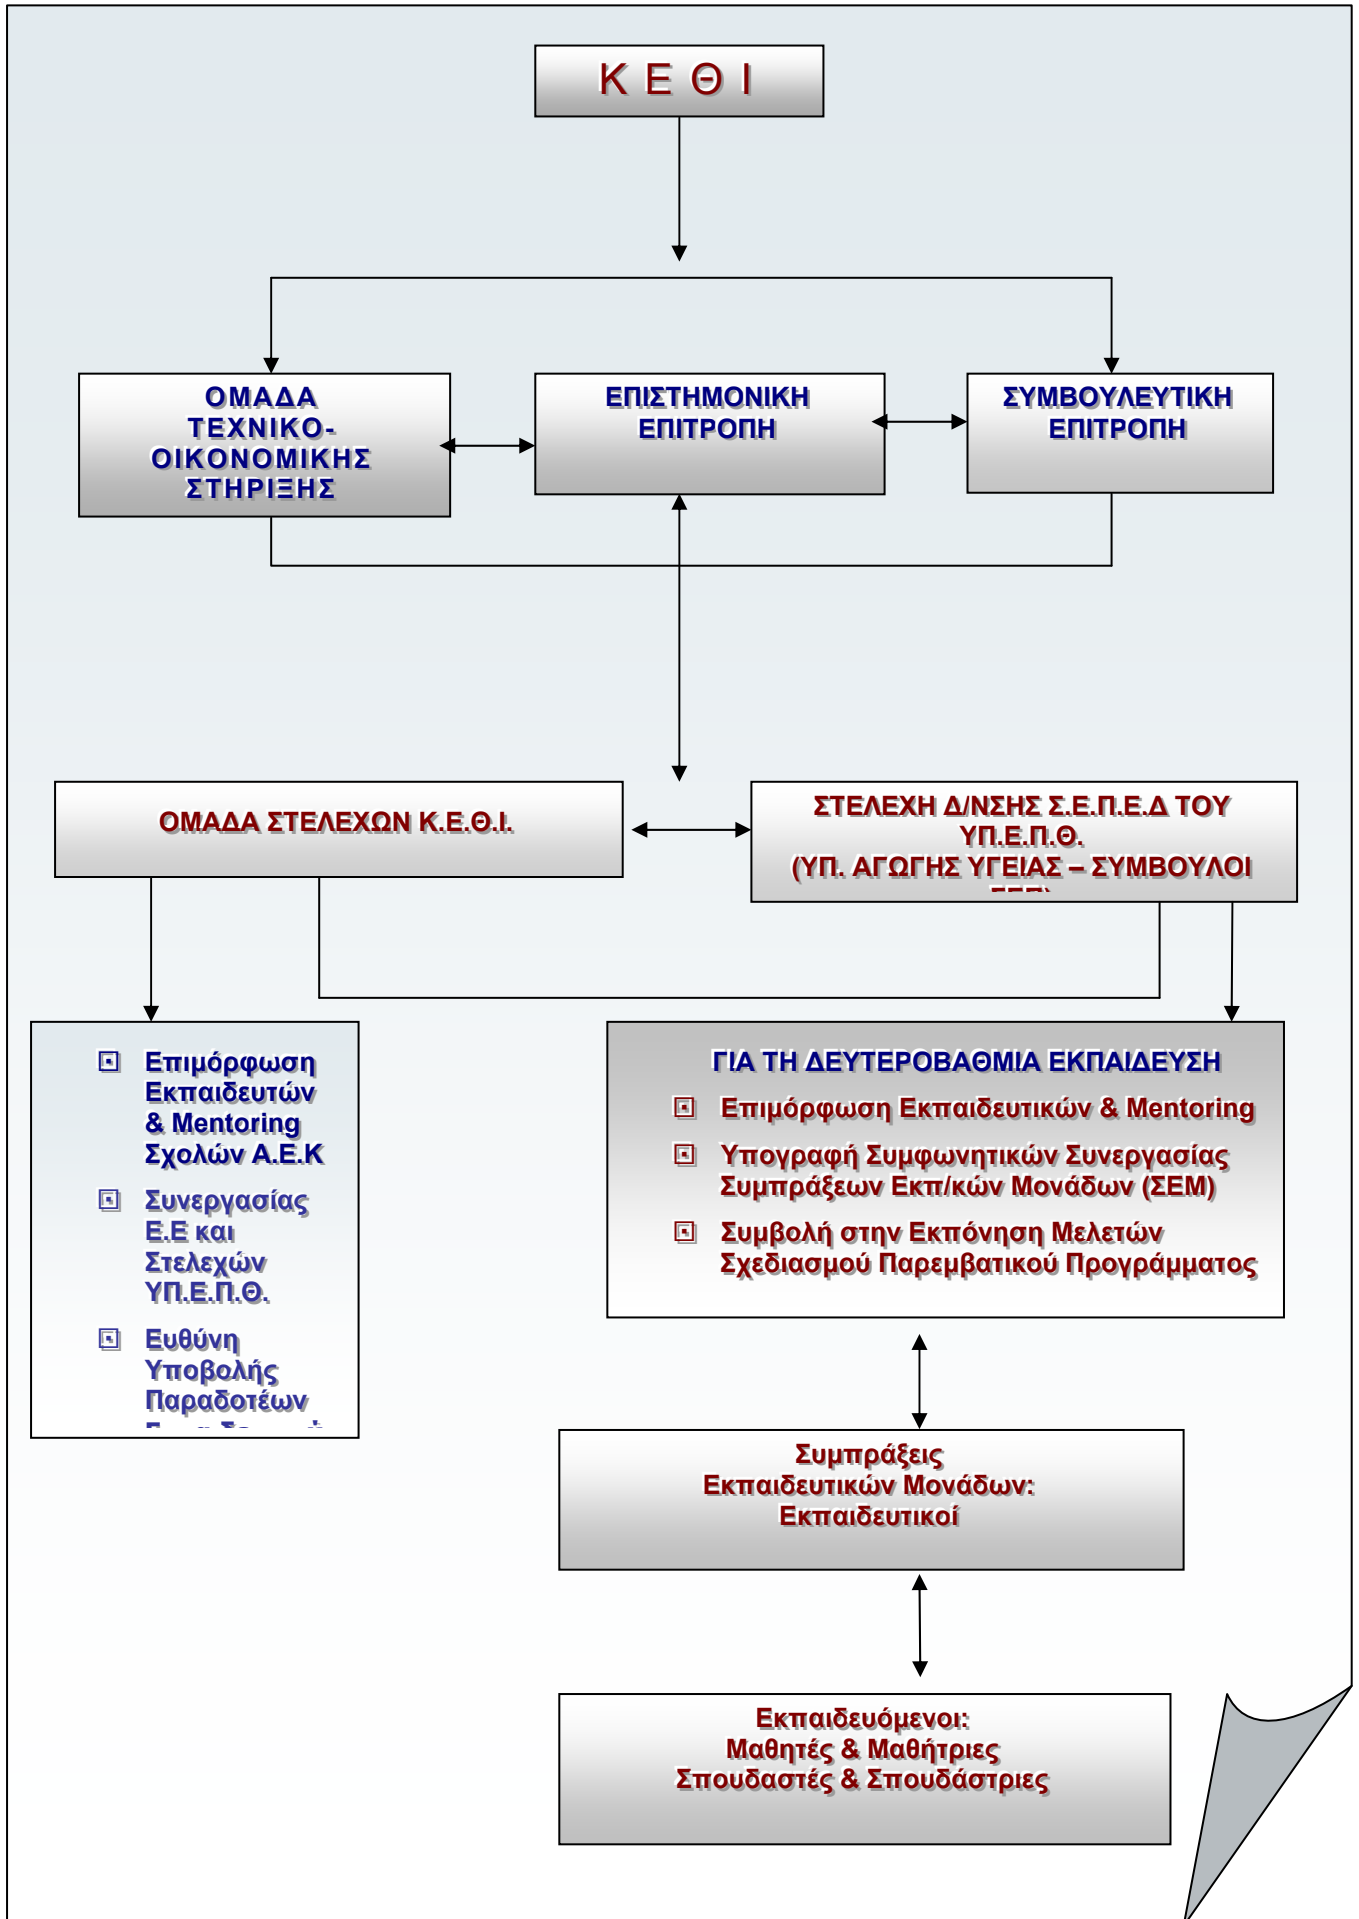 Κ Ε Θ Ι
ΟΜΑΔΑ
ΤΕΧΝΙΚΟ-
ΟΙΚΟΝΟΜΙΚΗΣ
ΣΤΗΡΙΞΗΣ
ΕΠΙΣΤΗΜΟΝΙΚΗ
ΕΠΙΤΡΟΠΗ
ΣΥΜΒΟΥΛΕΥΤΙΚΗ
ΕΠΙΤΡΟΠΗ
ΟΜΑΔΑ ΣΤΕΛΕΧΩΝ Κ.Ε.Θ.Ι.
ΣΤΕΛΕΧΗ Δ/ΝΣΗΣ Σ.Ε.Π.Ε.Δ ΤΟΥ
ΥΠ.Ε.Π.Θ.
(ΥΠ. ΑΓΩΓΗΣ ΥΓΕΙΑΣ – ΣΥΜΒΟΥΛΟΙ
Επιμόρφωση
Εκπαιδευτών
& Mentoring
Σχολών Α.Ε.Κ
Συνεργασίας
Ε.Ε και
Στελεχών
ΥΠ.Ε.Π.Θ.
Ευθύνη
Υποβολής
Παραδοτέων
ΓΙΑ ΤΗ ΔΕΥΤΕΡΟΒΑΘΜΙΑ ΕΚΠΑΙΔΕΥΣΗ
Επιμόρφωση Εκπαιδευτικών & Mentoring
Υπογραφή Συμφωνητικών Συνεργασίας
Συμπράξεων Εκπ/κών Μονάδων (ΣΕΜ)
Συμβολή στην Εκπόνηση Μελετών
Σχεδιασμού Παρεμβατικού Προγράμματος
Συμπράξεις
Εκπαιδευτικών Μονάδων:
Εκπαιδευτικοί
Εκπαιδευόμενοι:
Μαθητές & Μαθήτριες
Σπουδαστές & Σπουδάστριες